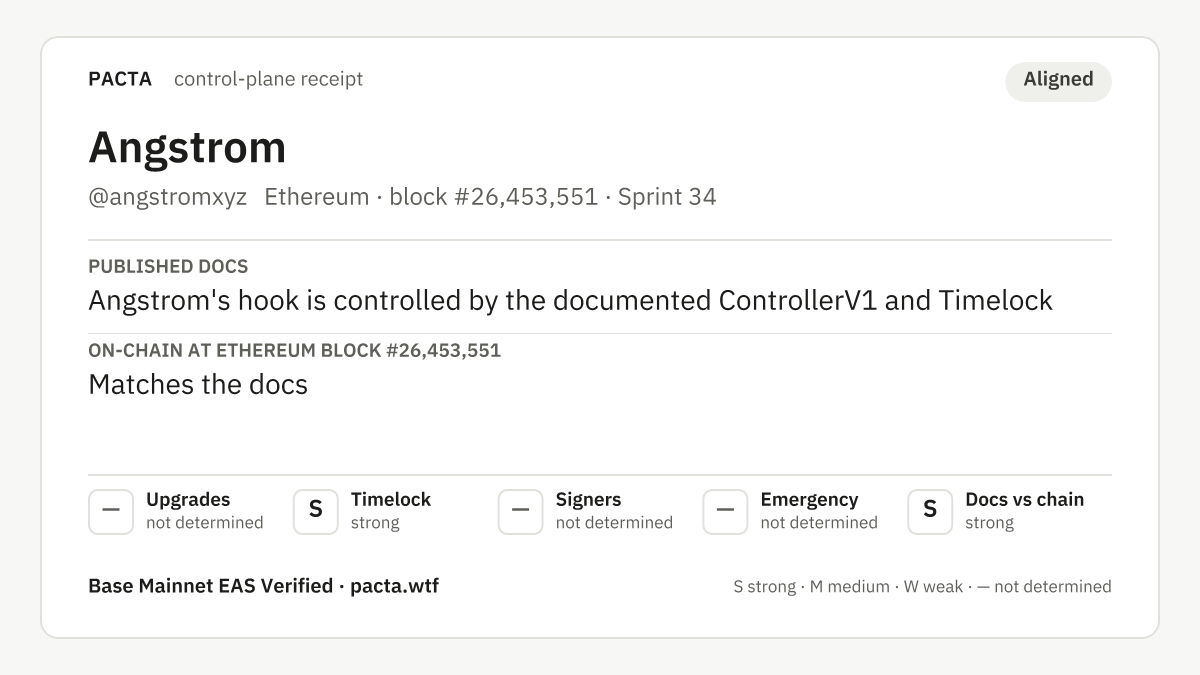 PACTA control-plane receipt
Aligned
Angstrom
@angstromxyz Ethereum · block #26,453,551 · Sprint 34
PUBLISHED DOCS
Angstrom's hook is controlled by the documented ControllerV1 and Timelock
ON-CHAIN AT ETHEREUM BLOCK #26,453,551
Matches the docs
— Upgrades not determined
S Timelock strong
— Signers not determined
— Emergency not determined
S Docs vs chain strong
Base Mainnet EAS Verified · pacta.wtf
S strong · M medium · W weak · — not determined